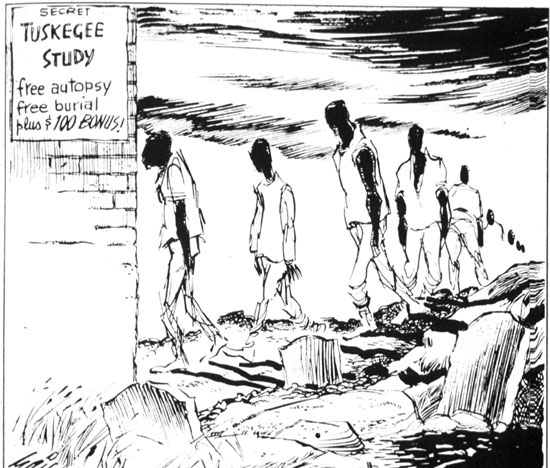 SECRET
TUSKEGEE
STUDY
free autopsy
free burial
plus $100 BONUS!